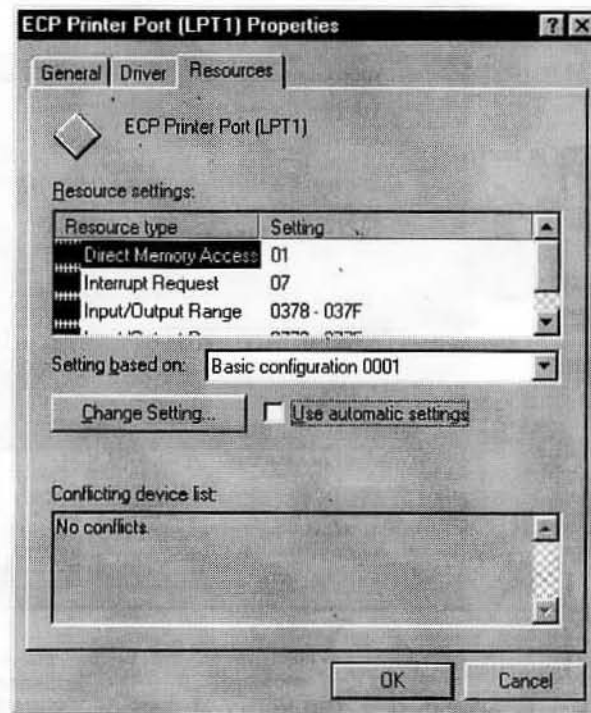 ECP Printer Port (LPT1) Properties
General Driver Resources
ECP Printer Port (LPT1)
Resource settings:
Resource type Setting
Direct Memory Access 01
Interrupt Request 07
Input/Output Range 0378 - 037F
Setting based on: Basic configuration 0001
Change Setting... Use automatic settings
Conflicting device list:
No conflicts.
OK Cancel